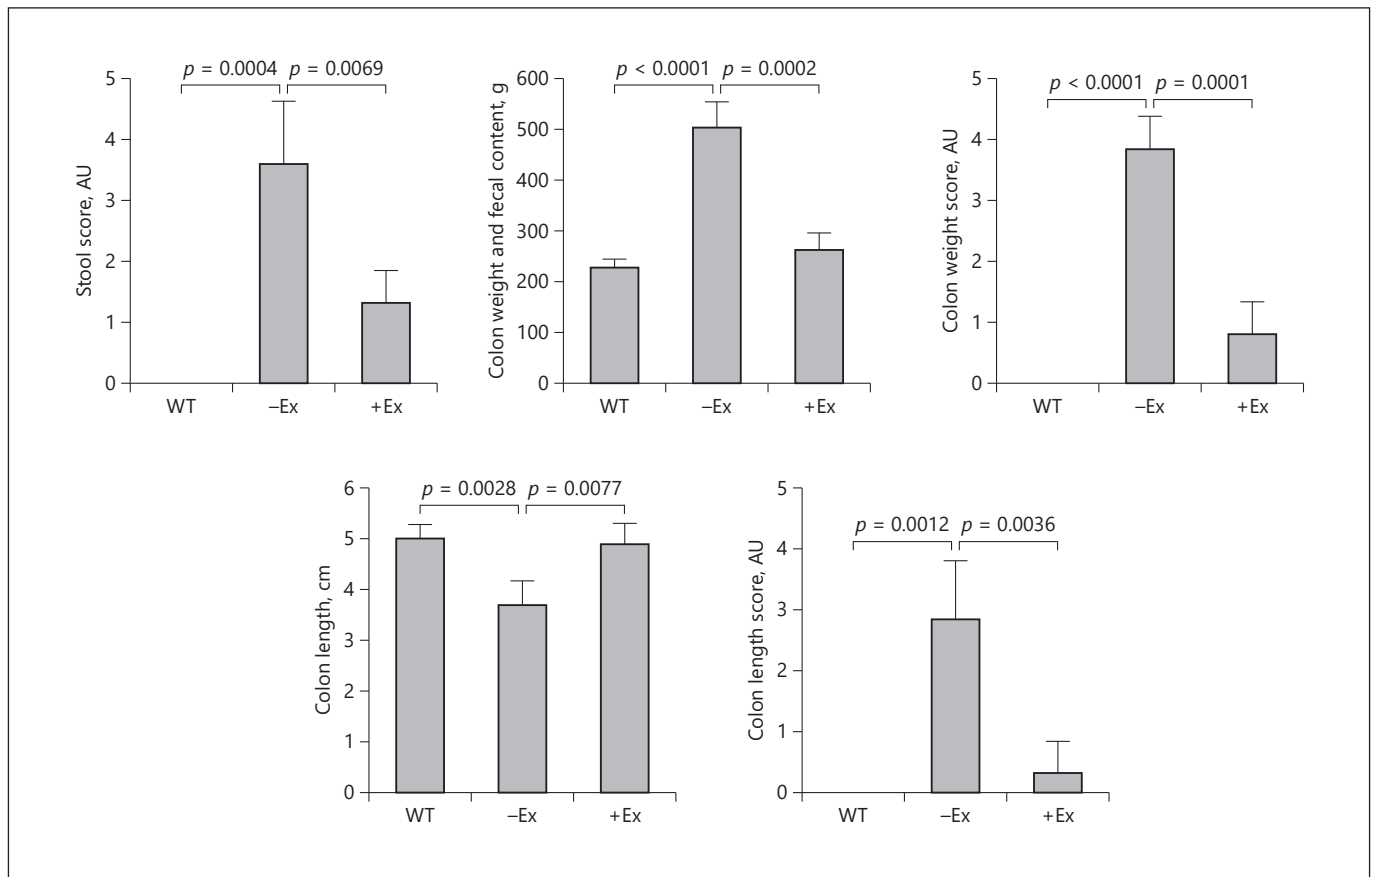 p = 0.0004 p = 0.0069
5
4
3
2
1
0
Stool score, AU
WT –Ex +Ex
p < 0.0001 p = 0.0002
600
500
400
300
200
100
0
Colon weight and fecal content, g
WT –Ex +Ex
p < 0.0001 p = 0.0001
5
4
3
2
1
0
Colon weight score, AU
WT –Ex +Ex
p = 0.0028 p = 0.0077
6
5
4
3
2
1
0
Colon length, cm
WT –Ex +Ex
p = 0.0012 p = 0.0036
5
4
3
2
1
0
Colon length score, AU
WT –Ex +Ex